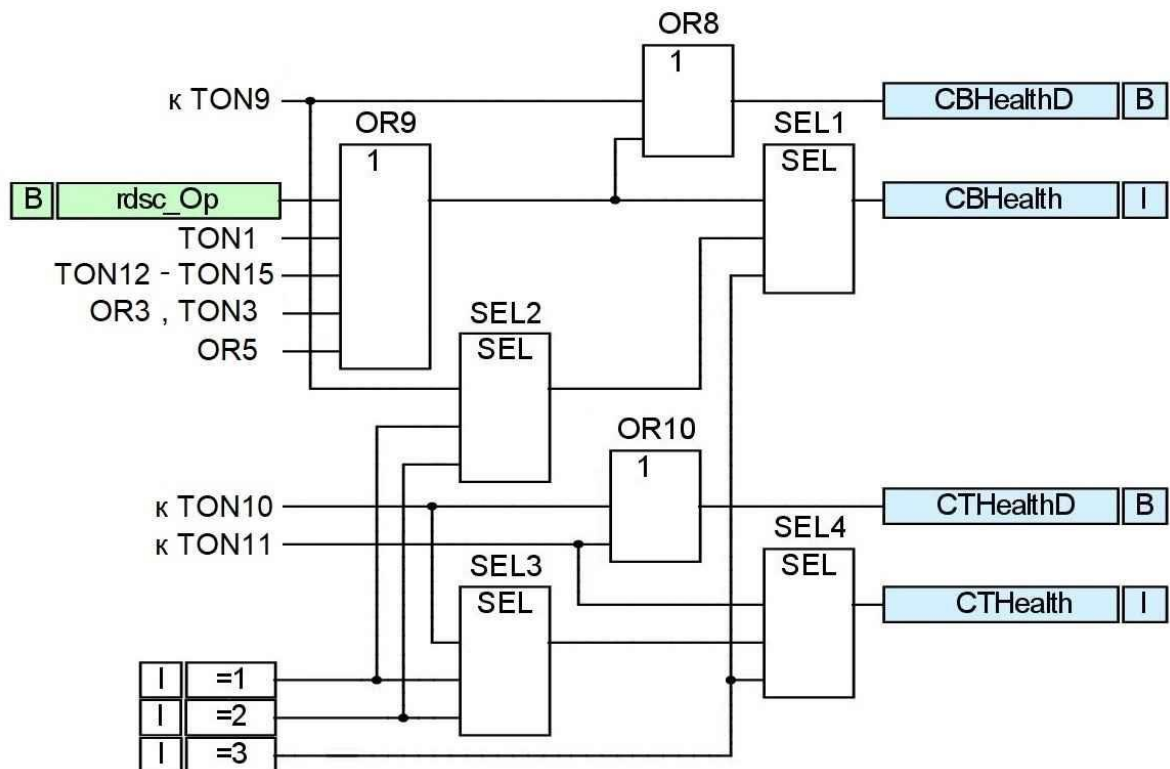 OR8
1
к TON9
CBHealthD B
OR9
1
SEL1
SEL
B rdsc_Op
CBHealth I
TON1
TON12 - TON15
OR3 , TON3
SEL2
SEL
OR5
OR10
1
к TON10
CTHealthD B
SEL4
SEL
к TON11
SEL3
SEL
CTHealth I
I =1
I =2
I =3